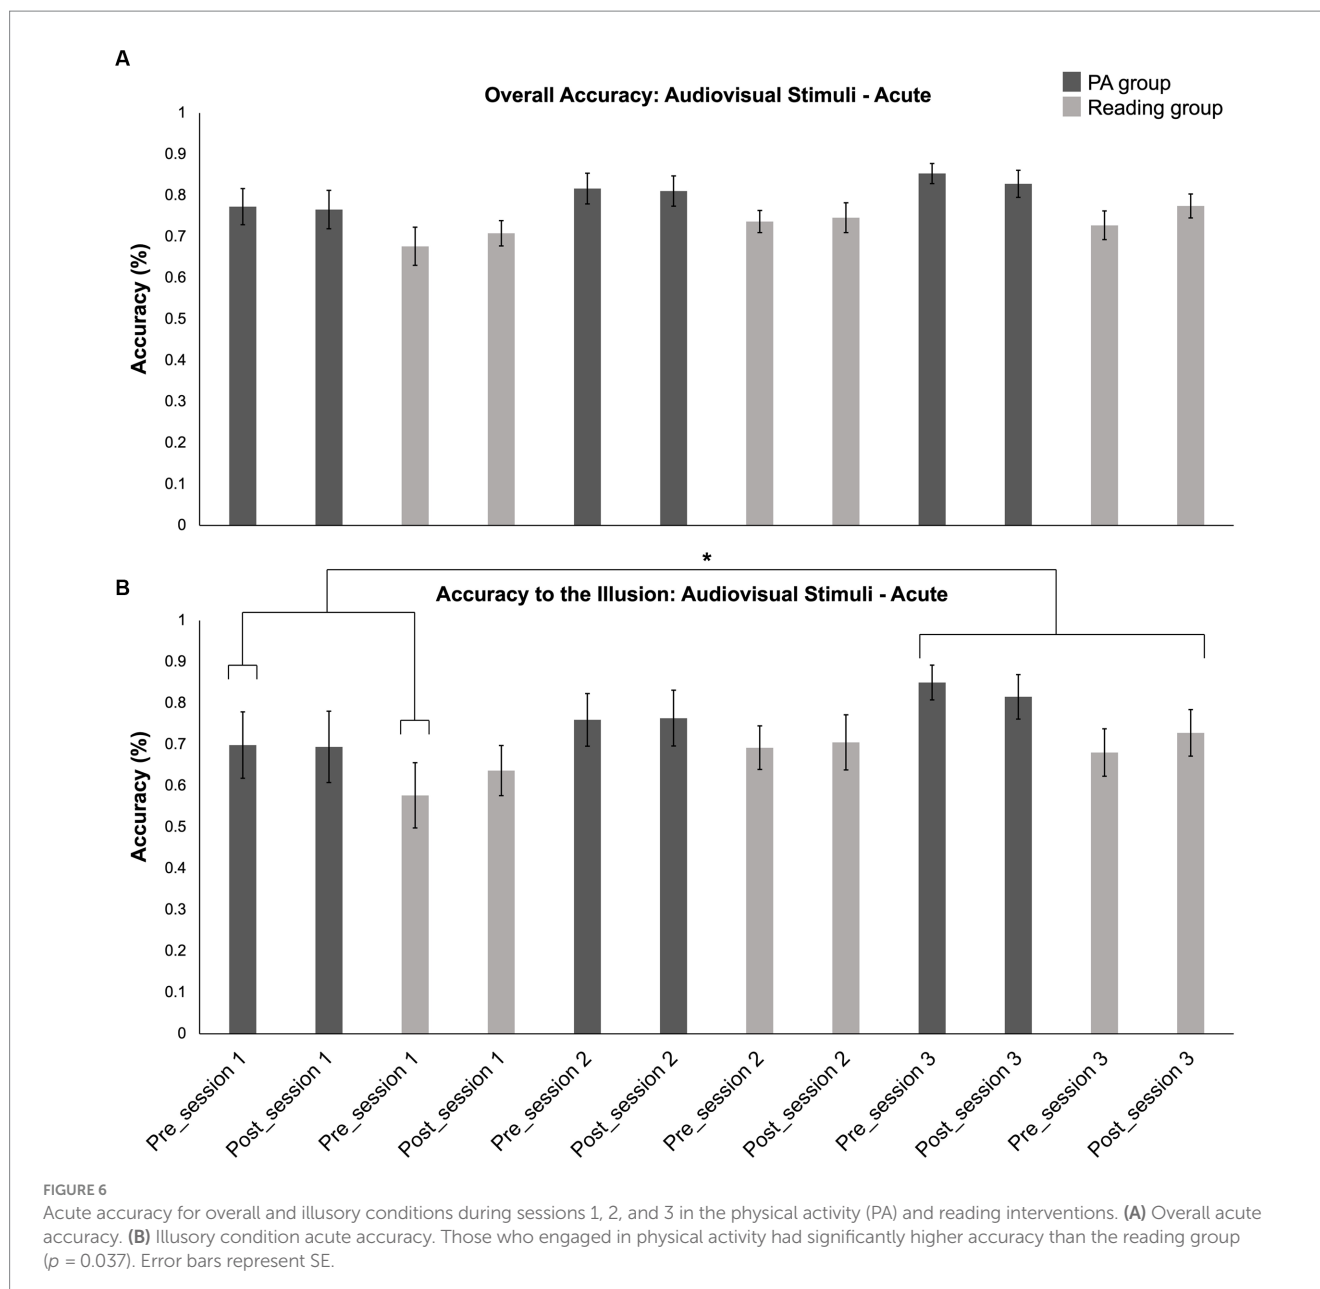 A
Overall Accuracy: Audiovisual Stimuli - Acute
PA group
Reading group
Accuracy (%)
1
0.9
0.8
0.7
0.6
0.5
0.4
0.3
0.2
0.1
0
*
B
Accuracy to the Illusion: Audiovisual Stimuli - Acute
Accuracy (%)
1
0.9
0.8
0.7
0.6
0.5
0.4
0.3
0.2
0.1
0
Pre_session 1
Post_session 1
Pre_session 1
Post_session 1
Pre_session 2
Post_session 2
Pre_session 2
Post_session 2
Pre_session 3
Post_session 3
Pre_session 3
Post_session 3
FIGURE 6
Acute accuracy for overall and illusory conditions during sessions 1, 2, and 3 in the physical activity (PA) and reading interventions. (A) Overall acute
accuracy. (B) Illusory condition acute accuracy. Those who engaged in physical activity had significantly higher accuracy than the reading group
(p = 0.037). Error bars represent SE.